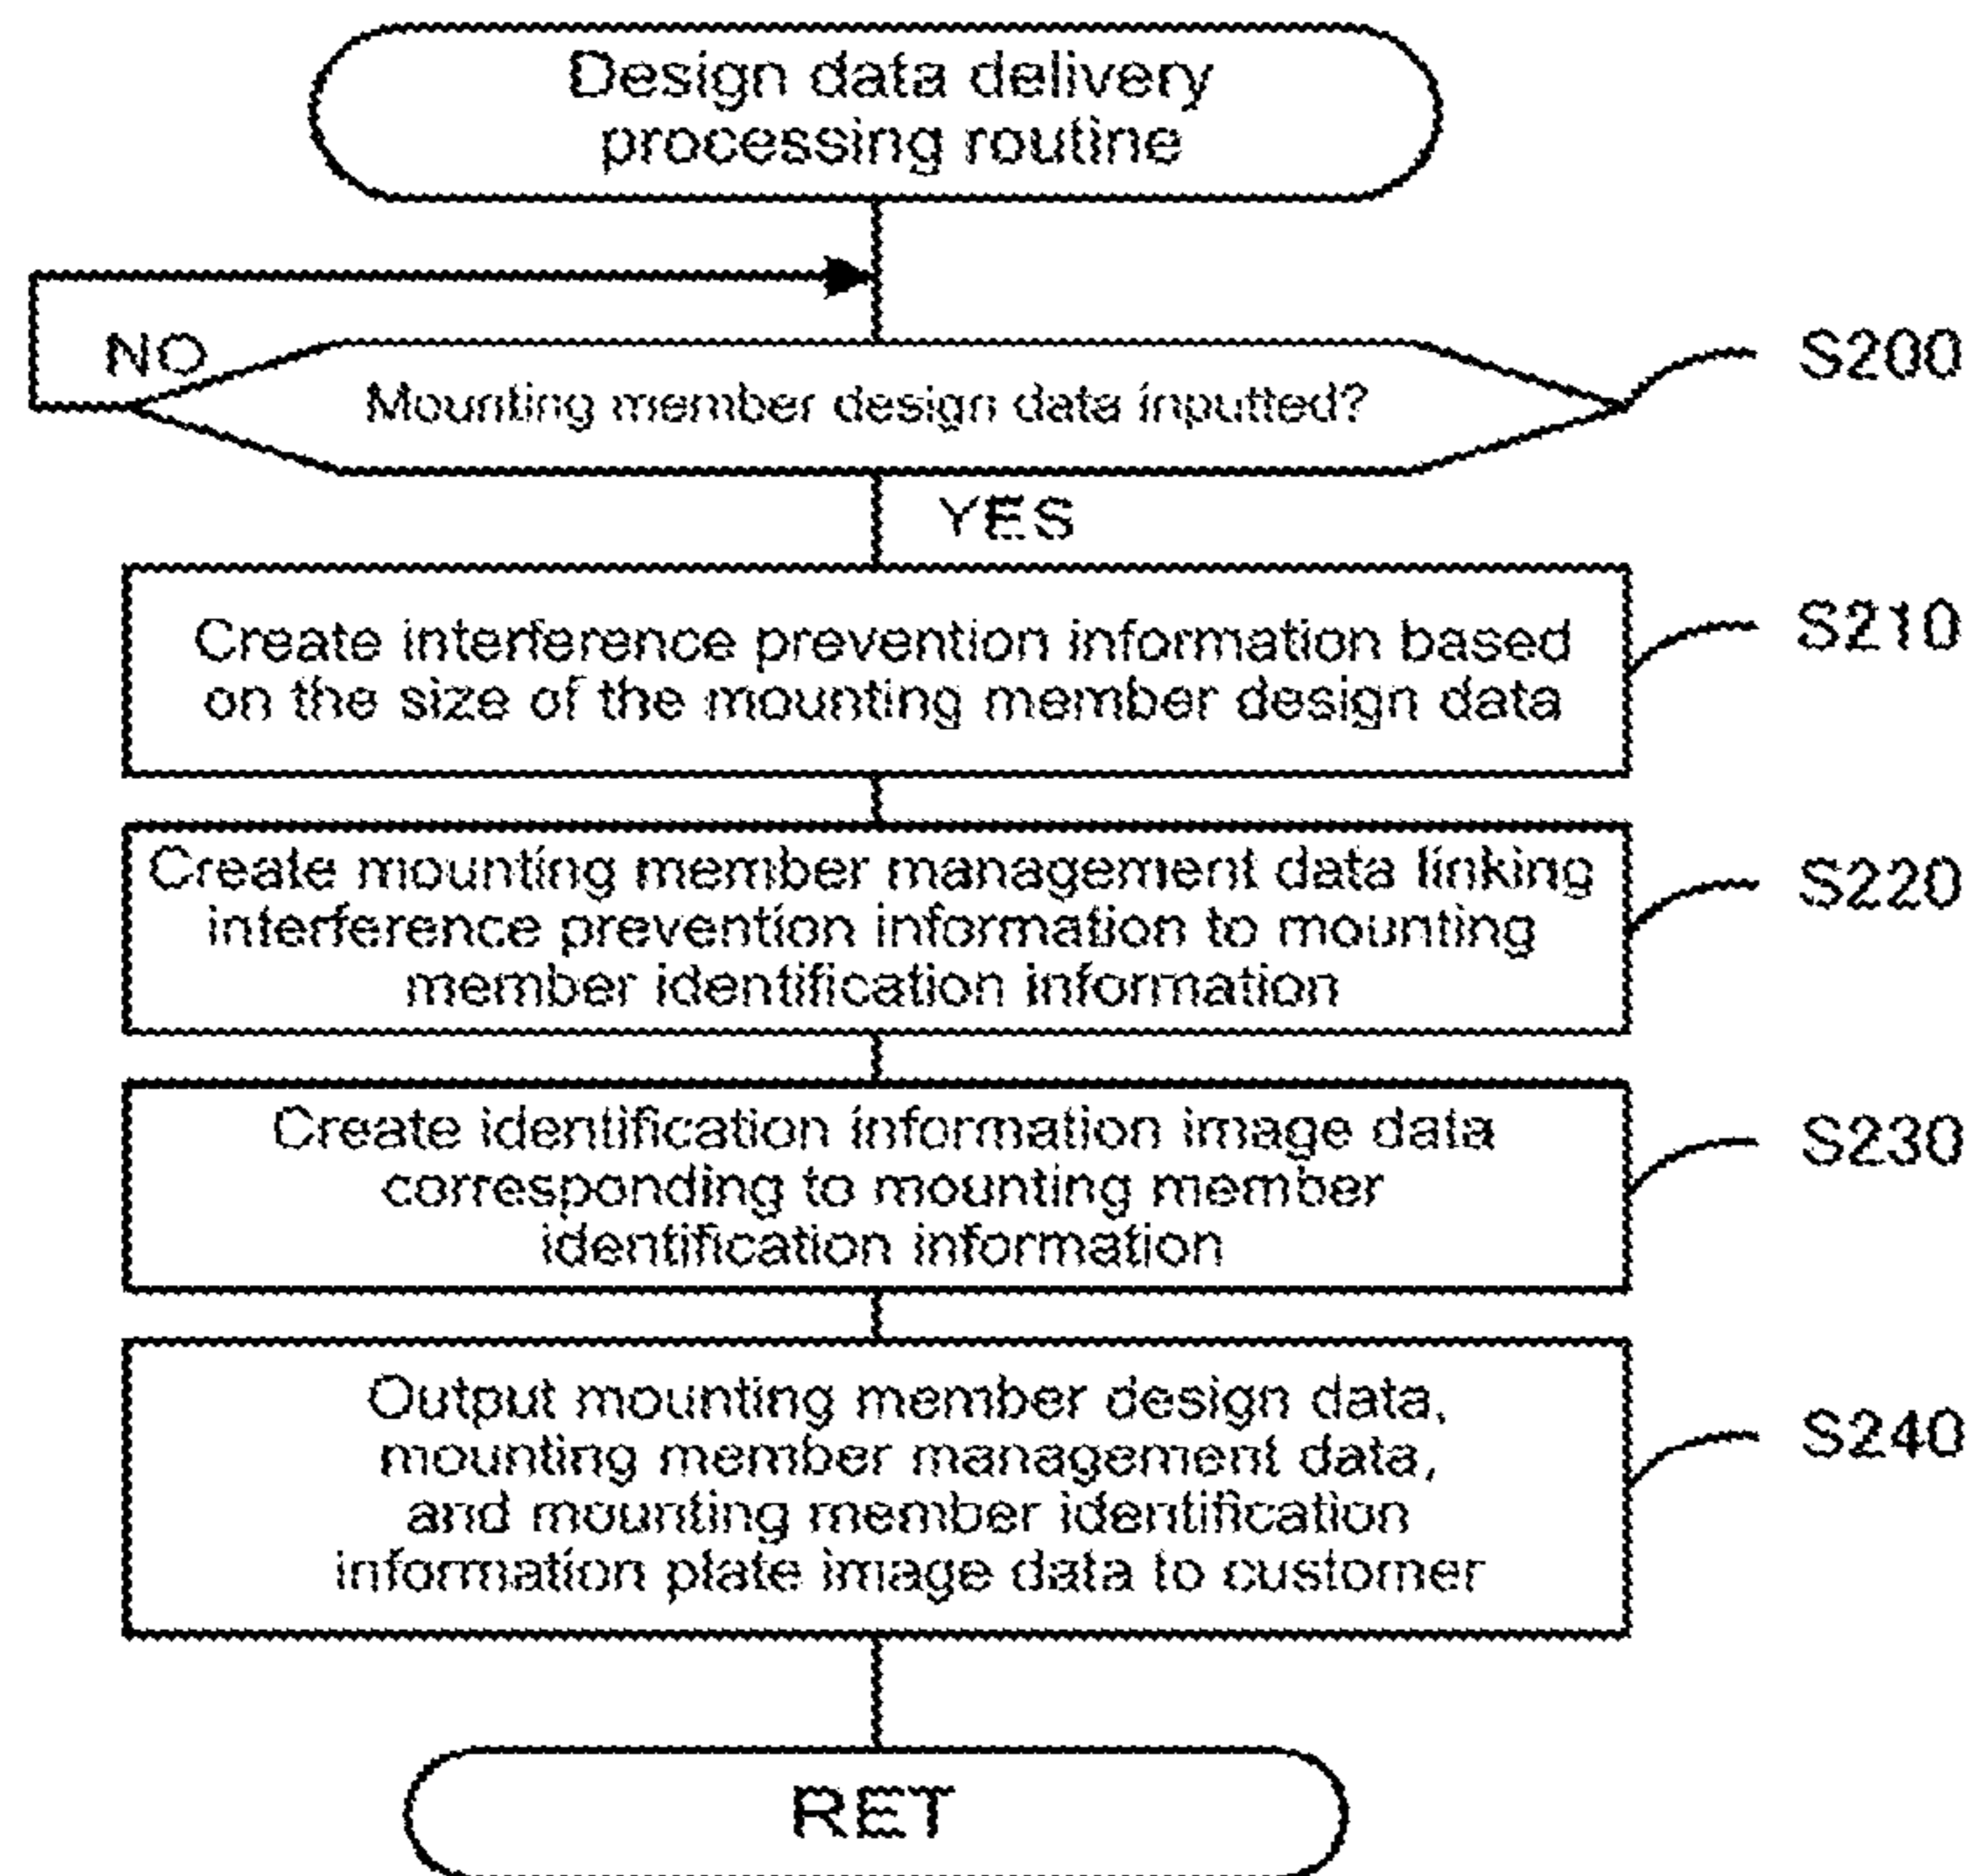 Design data delivery
processing routine
NO
S200
Mounting member design data inputted?
YES
Create interference prevention information based
on the size of the mounting member design data
S210
Create mounting member management data linking
interference prevention information to mounting
member identification information
S220
Create identification information image data
corresponding to mounting member
identification information
S230
Output mounting member design data,
mounting member management data,
and mounting member identification
information plate image data to customer
S240
RET